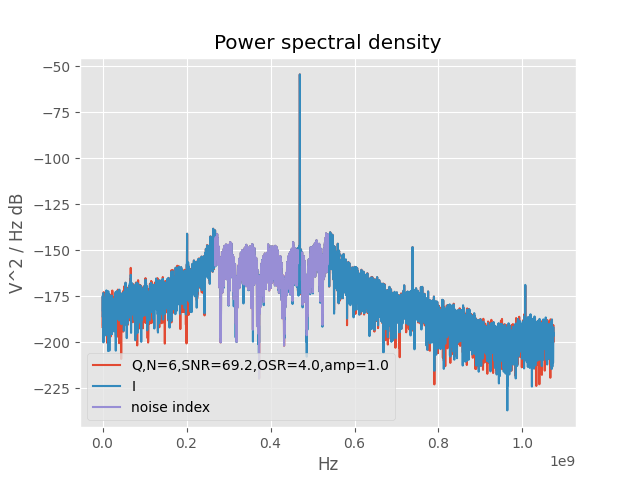 Power spectral density
V^2 / Hz dB
−50
−75
−100
−125
−150
−175
−200
−225
Q,N=6,SNR=69.2,OSR=4.0,amp=1.0
I
noise index
0.0 0.2 0.4 0.6 0.8 1.0
1e9
Hz